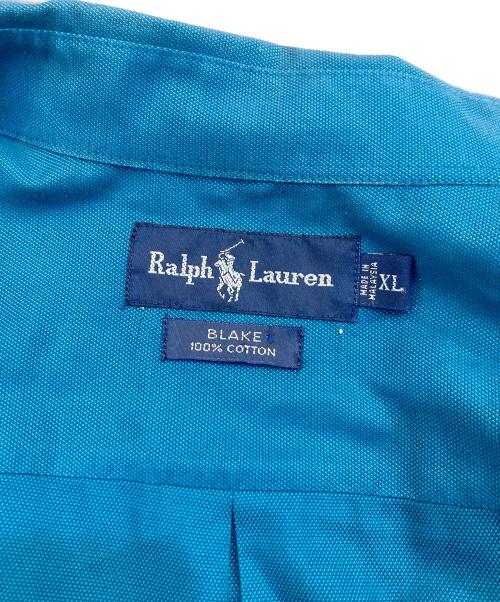 Ralph Lauren
MADE IN
MALAYSIA
XL
BLAKE
100% COTTON